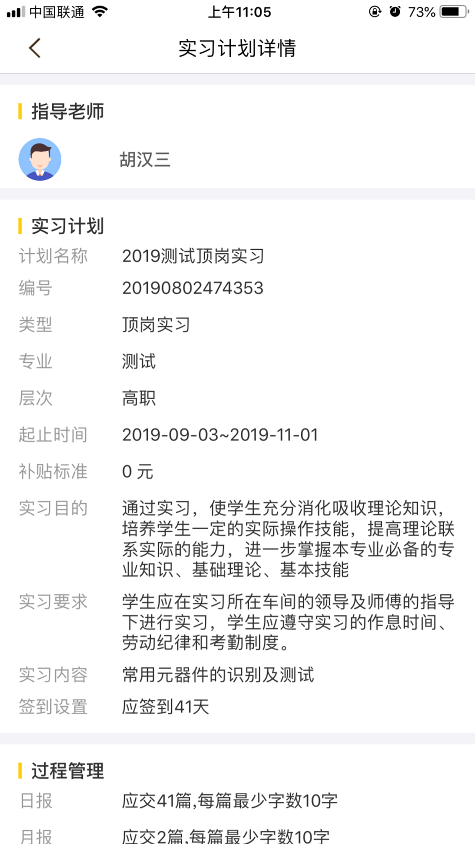 中国联通 上午11:05 73%
实习计划详情
指导老师
胡汉三
实习计划
计划名称 2019测试顶岗实习
编号 20190802474353
类型 顶岗实习
专业 测试
层次 高职
起止时间 2019-09-03~2019-11-01
补贴标准 0 元
实习目的 通过实习，使学生充分消化吸收理论知识，
培养学生一定的实际操作技能，提高理论联
系实际的能力，进一步掌握本专业必备的专
业知识、基础理论、基本技能
实习要求 学生应在实习所在车间的领导及师傅的指导
下进行实习，学生应遵守实习的作息时间、
劳动纪律和考勤制度。
实习内容 常用元器件的识别及测试
签到设置 应签到41天
过程管理
日报 应交41篇,每篇最少字数10字
月报 应交2篇,每篇最少字数10字